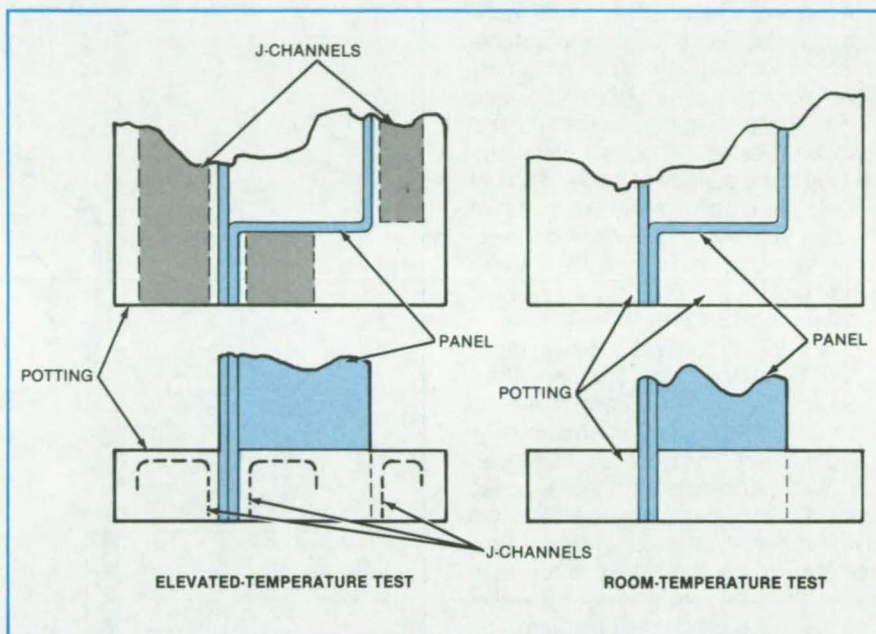 J-CHANNELS
PANEL
POTTING
POTTING
PANEL
J-CHANNELS
ELEVATED-TEMPERATURE TEST
ROOM-TEMPERATURE TEST